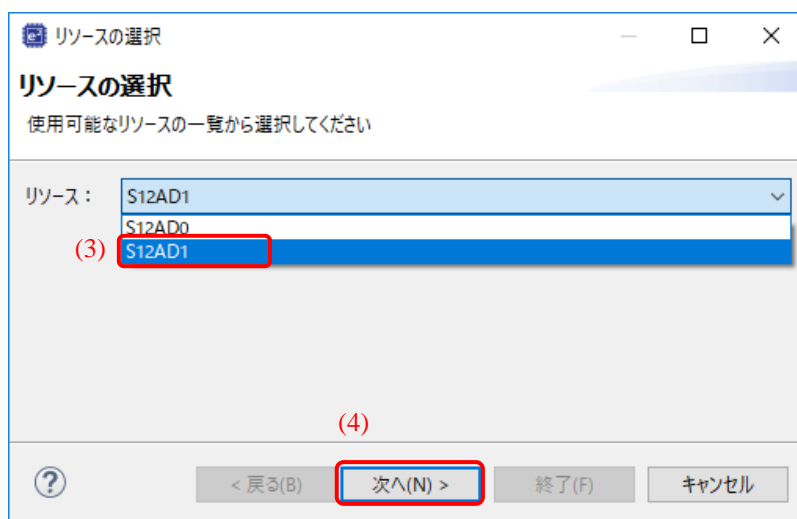 リソースの選択
リソースの選択
使用可能なリソースの一覧から選択してください
リソース： S12AD1
S12AD0
(3) S12AD1
(4)
< 戻る(B) 次へ(N) > 終了(F) キャンセル